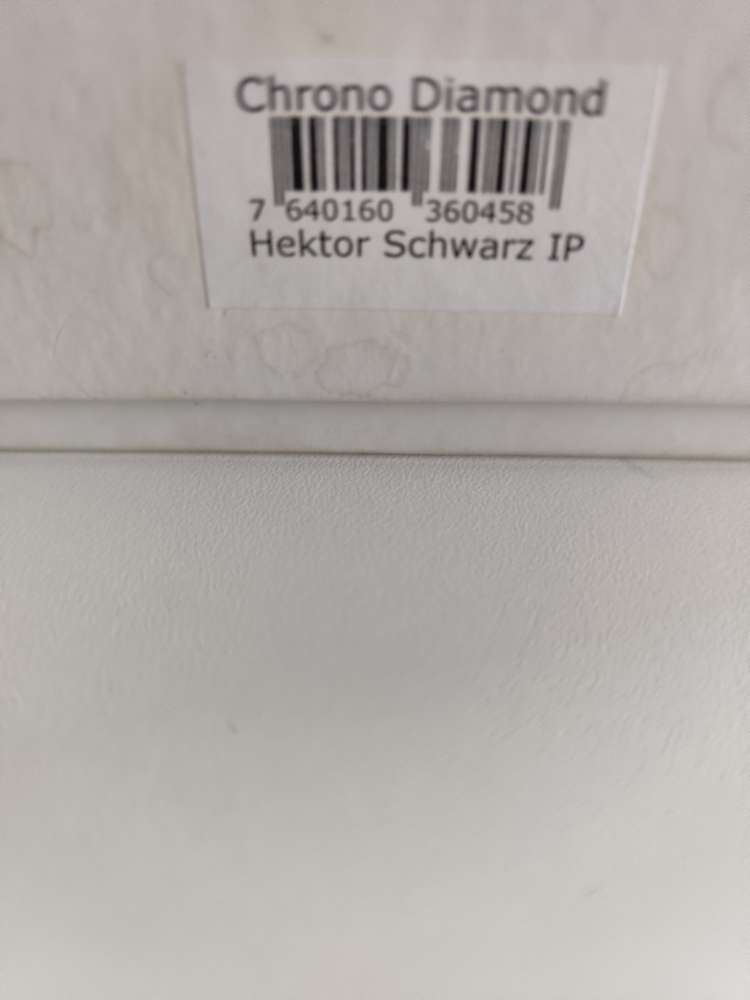 Chrono Diamond
7 640160 360458
Hektor Schwarz IP